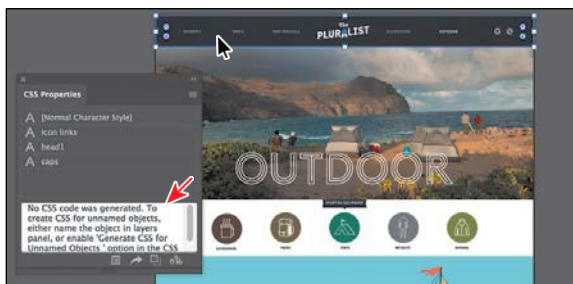 The
PLURALIST
CSS Properties
[Normal Character Style]
icon links
head1
caps
OUTDOOR
No CSS code was generated. To
create CSS for unnamed objects,
either name the object in layers
panel, or enable 'Generate CSS for
Unnamed Objects ' option in the CSS